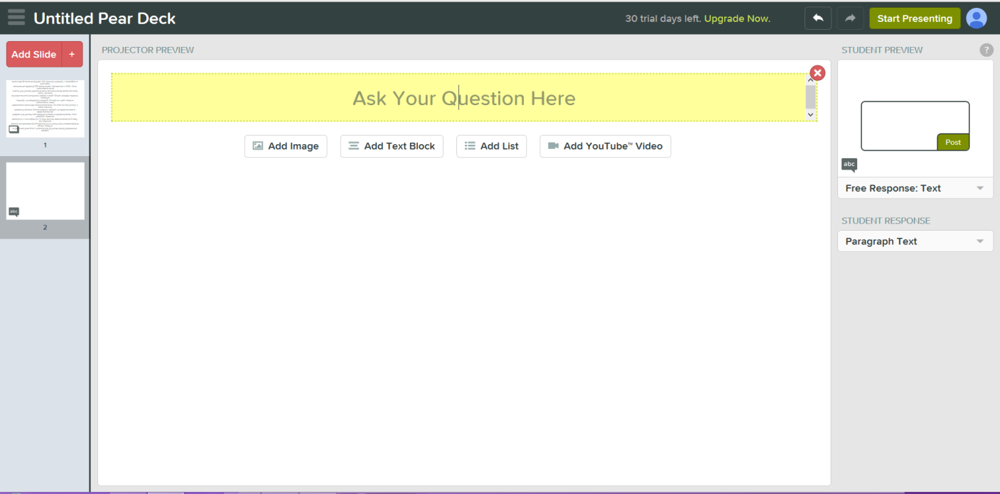 Untitled Pear Deck
30 trial days left. Upgrade Now.
Start Presenting
Add Slide +
1
abc
2
PROJECTOR PREVIEW
Ask Your Question Here
Add Image
Add Text Block
Add List
Add YouTube™ Video
STUDENT PREVIEW
?
Post
abc
Free Response: Text
STUDENT RESPONSE
Paragraph Text